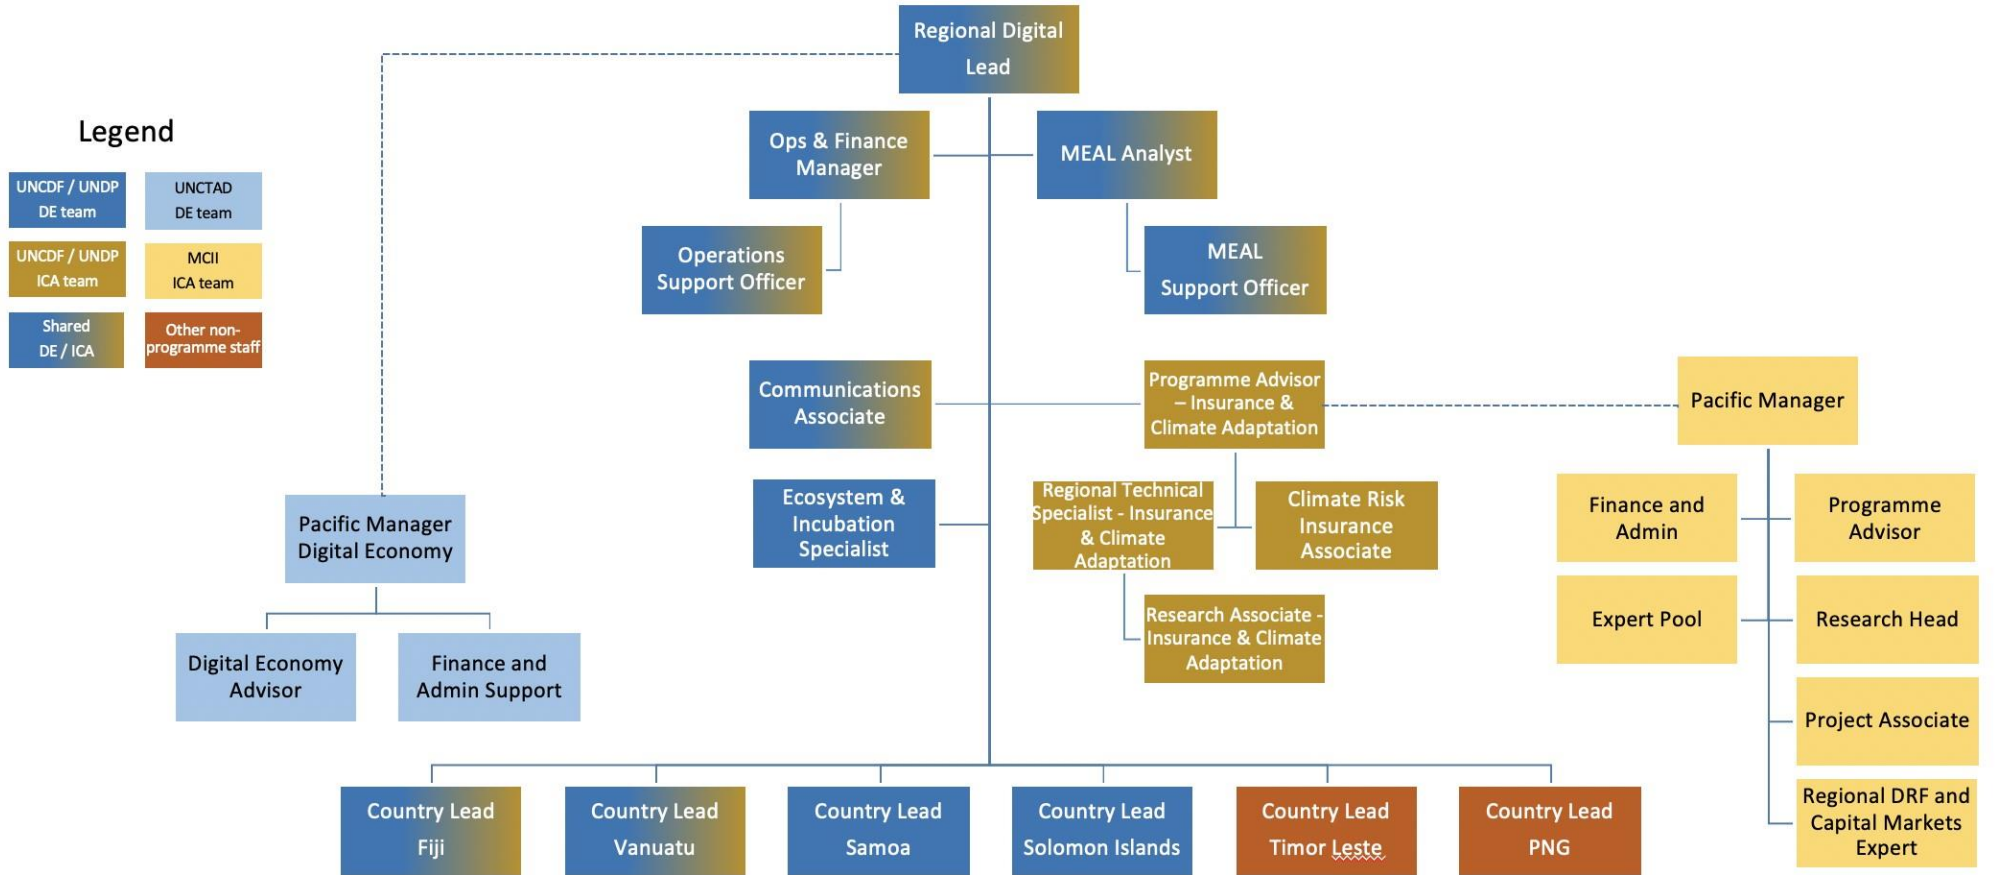 Regional Digital
Lead
Legend
UNCDF / UNDP
DE team
UNCTAD
DE team
UNCDF / UNDP
ICA team
MCII
ICA team
Shared
DE / ICA
Other non-
programme staff
Ops & Finance
Manager
MEAL Analyst
Operations
Support Officer
MEAL
Support Officer
Communications
Associate
Programme Advisor
– Insurance &
Climate Adaptation
Pacific Manager
Ecosystem &
Incubation
Specialist
Regional Technical
Specialist - Insurance
& Climate
Adaptation
Climate Risk
Insurance
Associate
Research Associate -
Insurance & Climate
Adaptation
Finance and
Admin
Programme
Advisor
Expert Pool
Research Head
Project Associate
Regional DRF and
Capital Markets
Expert
Pacific Manager
Digital Economy
Digital Economy
Advisor
Finance and
Admin Support
Country Lead
Fiji
Country Lead
Vanuatu
Country Lead
Samoa
Country Lead
Solomon Islands
Country Lead
Timor Leste
Country Lead
PNG